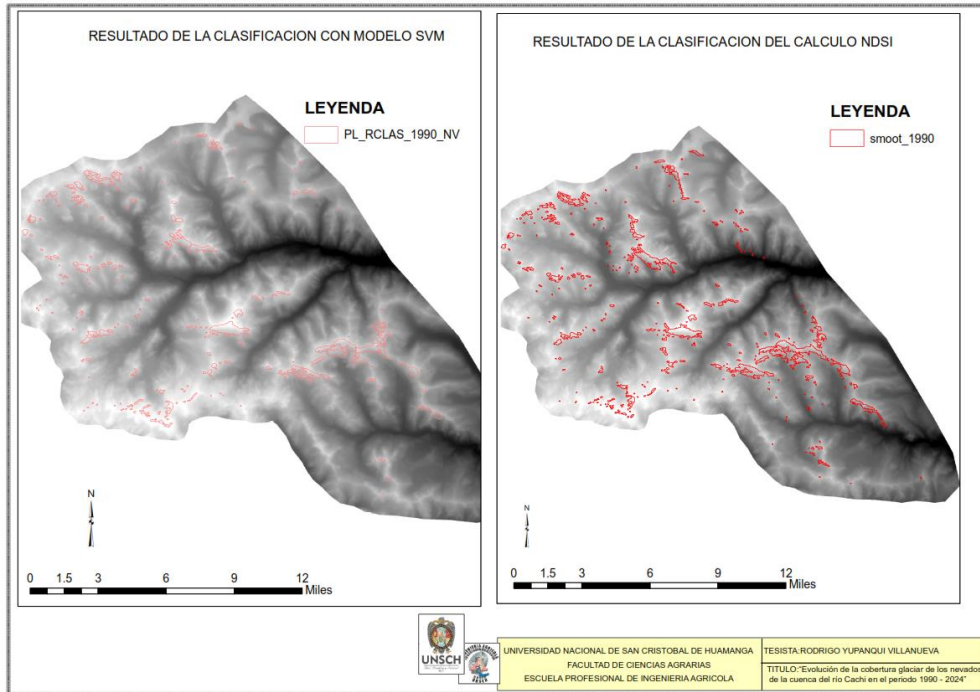 RESULTADO DE LA CLASIFICACION CON MODELO SVM
LEYENDA
PL_RCLAS_1990_NV
N
0 1.5 3 6 9 12
Miles
RESULTADO DE LA CLASIFICACION DEL CALCULO NDSI
LEYENDA
smoot_1990
N
0 1.5 3 6 9 12
Miles
UNSCH
UNIVERSIDAD NACIONAL DE SAN CRISTOBAL DE HUAMANGA
FACULTAD DE CIENCIAS AGRARIAS
ESCUELA PROFESIONAL DE INGENIERIA AGRICOLA
TESISTA:RODRIGO YUPANQUI VILLANUEVA
TITULO:"Evolución de la cobertura glaciar de los nevados
de la cuenca del río Cachi en el periodo 1990 - 2024"